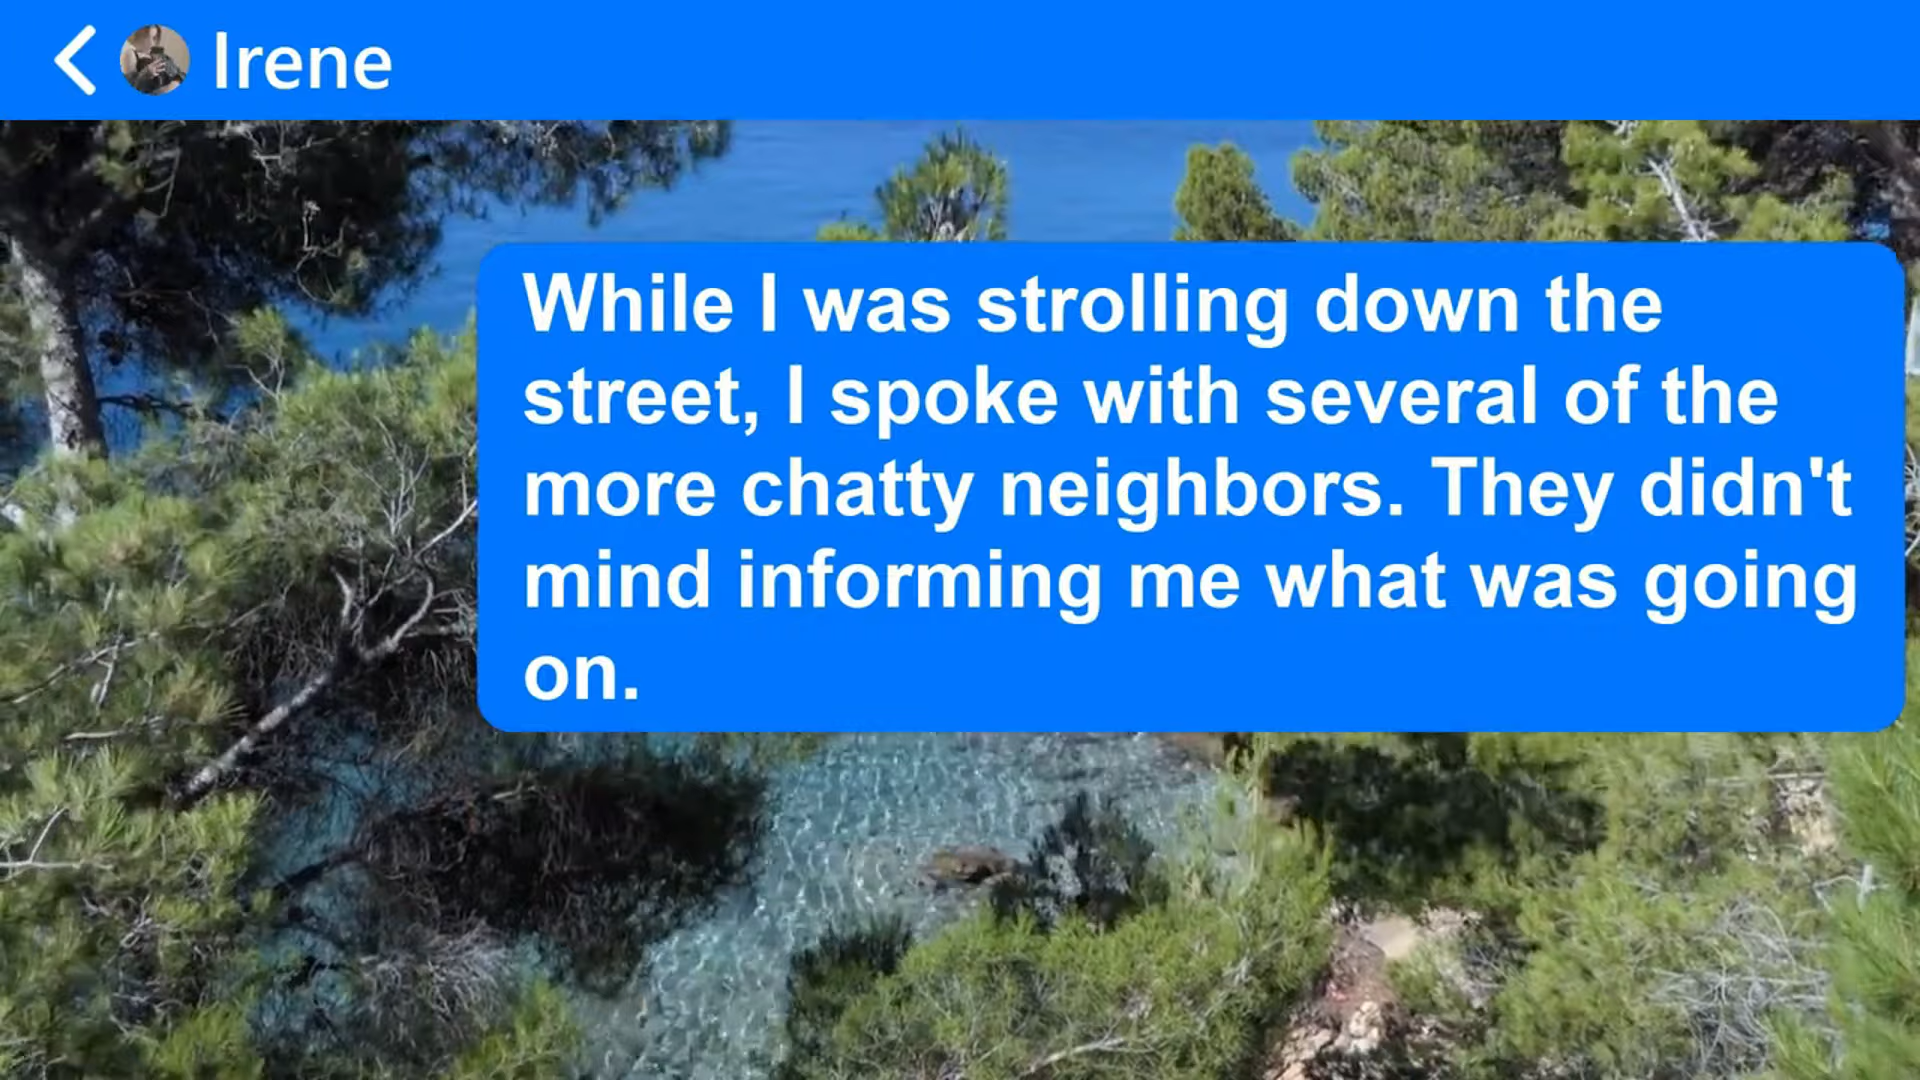 Irene
While I was strolling down the
street, I spoke with several of the
more chatty neighbors. They didn't
mind informing me what was going
on.